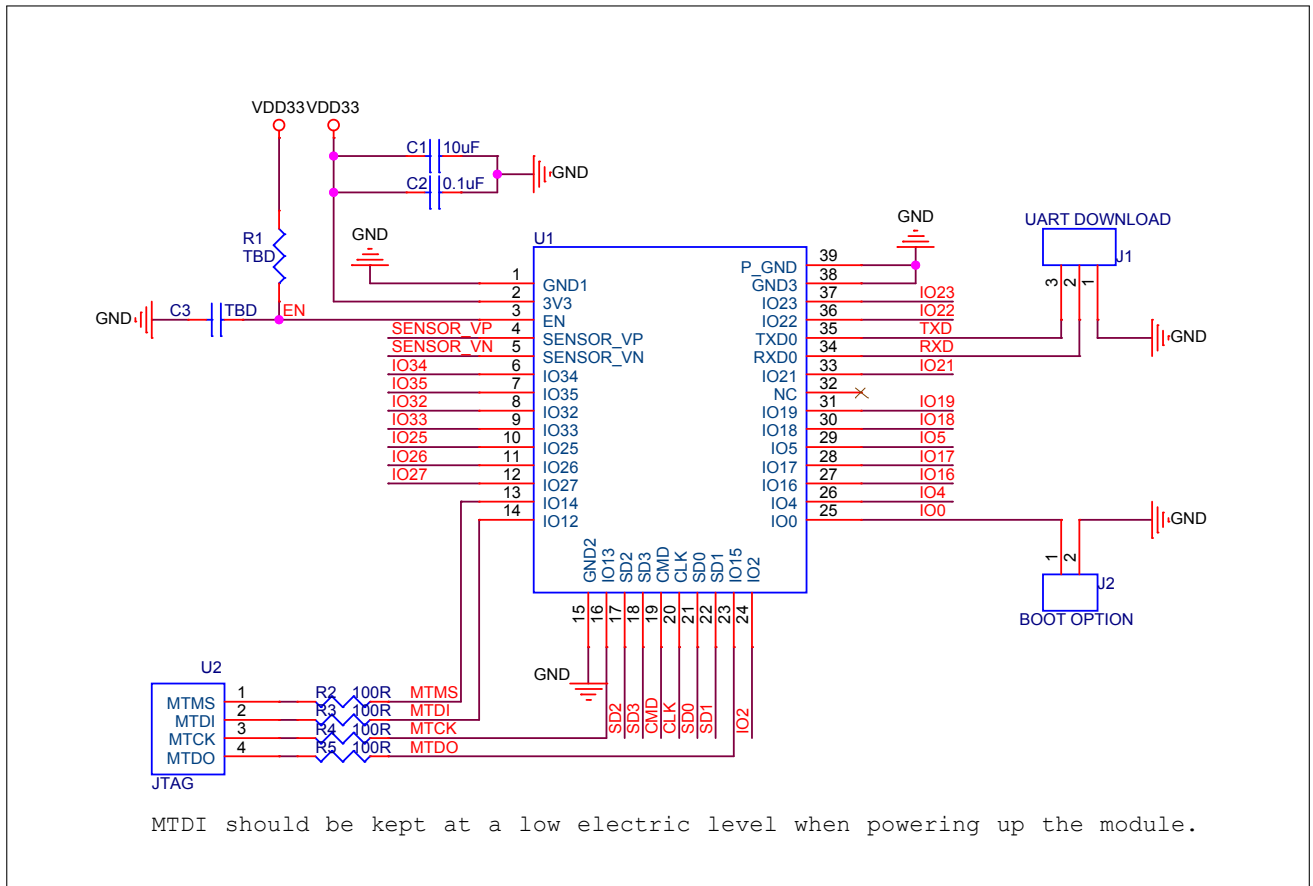 VDD33 VDD33
C1 10uF
C2 0.1uF
GND
R1
TBD
GND
C3 TBD EN
GND
U1
1 GND1
2 3V3
3 EN
SENSOR_VP 4 SENSOR_VP
SENSOR_VN 5 SENSOR_VN
IO34 6 IO34
IO35 7 IO35
IO32 8 IO32
IO33 9 IO33
IO25 10 IO25
IO26 11 IO26
IO27 12 IO27
13 IO14
14 IO12
GND
P_GND 39
GND3 38
IO23 37 IO23
IO22 36 IO22
TXD0 35 TXD
RXD0 34 RXD
IO21 33 IO21
NC 32
IO19 31 IO19
IO18 30 IO18
IO5 29 IO5
IO17 28 IO17
IO16 27 IO16
IO4 26 IO4
IO0 25 IO0
UART DOWNLOAD
J1
3 2 1
GND
GND
1 2
J2
BOOT OPTION
GND2 IO13 SD2 SD3 CMD CLK SD0 SD1 IO15 IO2
15 16 17 18 19 20 21 22 23 24
GND
SD2 SD3 CMD CLK SD0 SD1 IO2
U2
MTMS 1 R2 100R MTMS
MTDI 2 R3 100R MTDI
MTCK 3 R4 100R MTCK
MTDO 4 R5 100R MTDO
JTAG
MTDI should be kept at a low electric level when powering up the module.